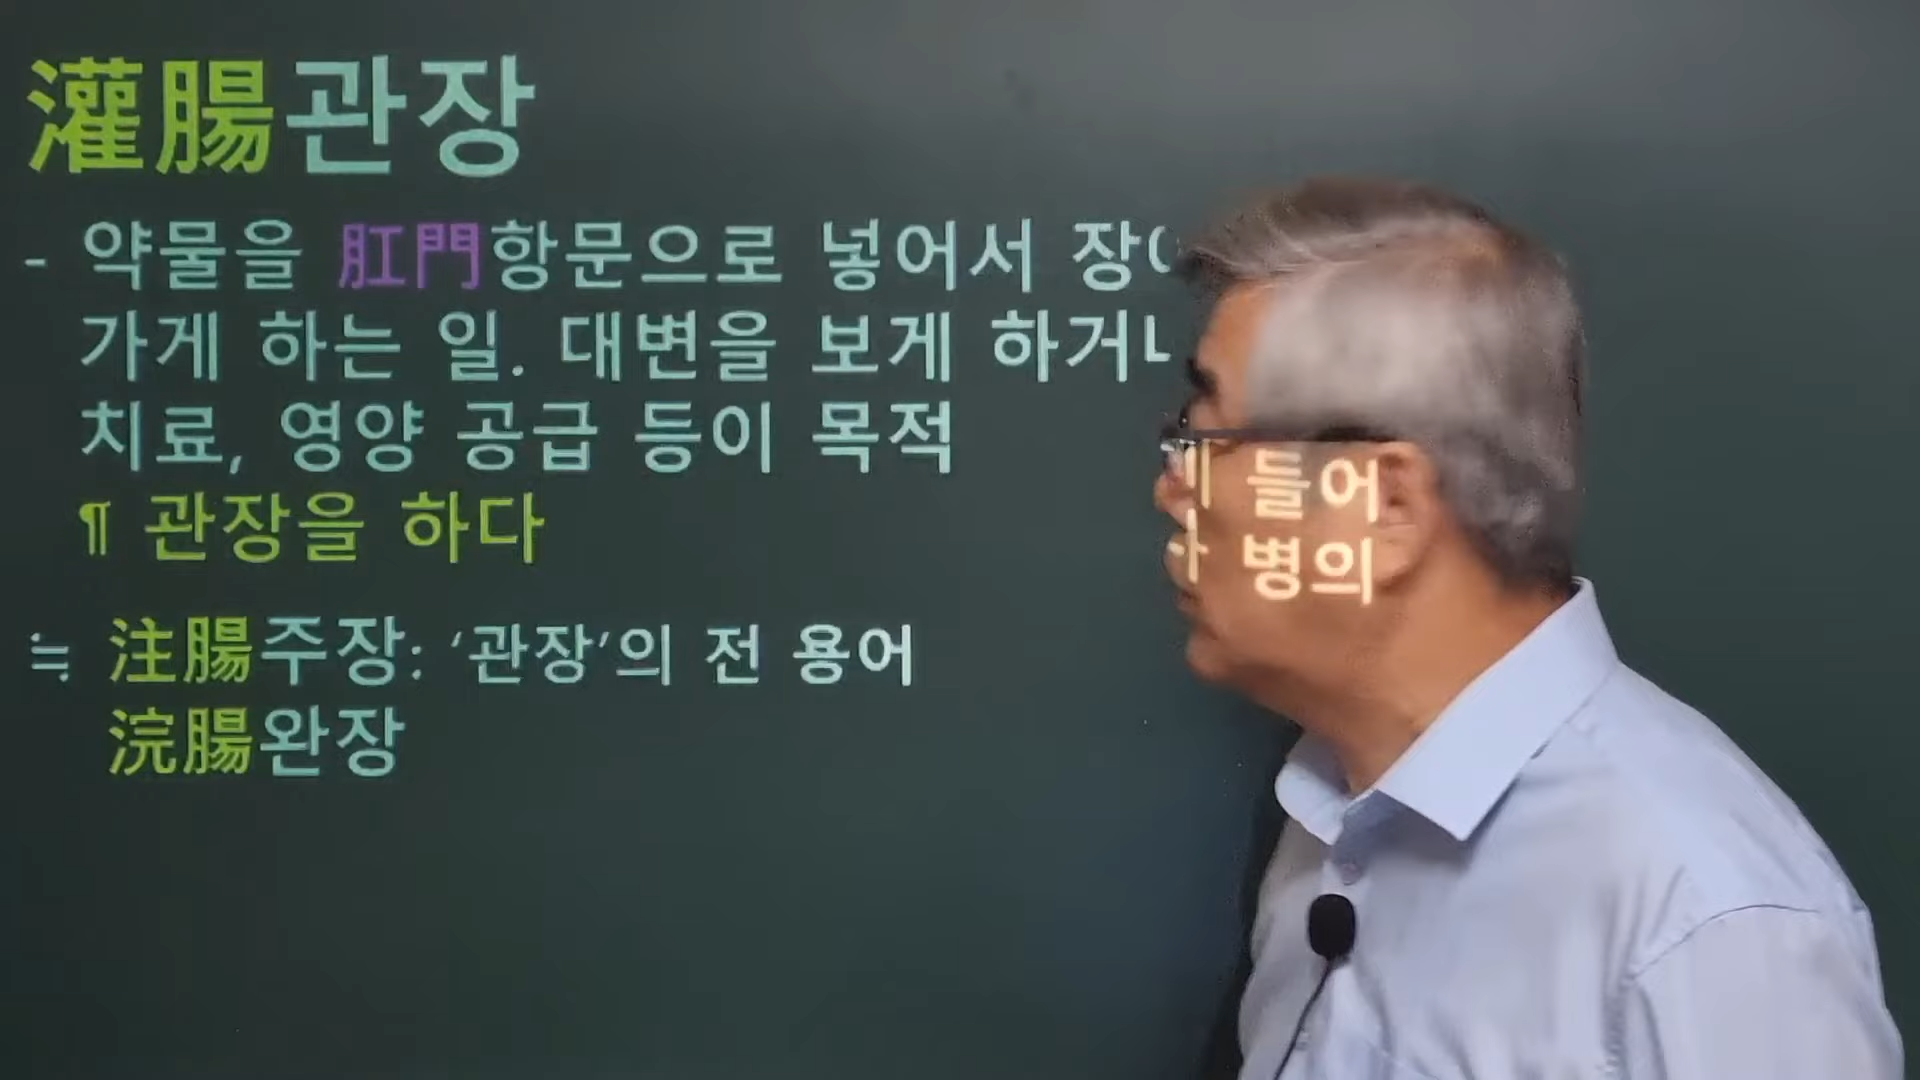 灌腸관장
- 약물을 肛門항문으로 넣어서 장에 들어
가게 하는 일. 대변을 보게 하거나 병의
치료, 영양 공급 등이 목적
¶ 관장을 하다
≒ 注腸주장: ‘관장’의 전 용어
浣腸완장